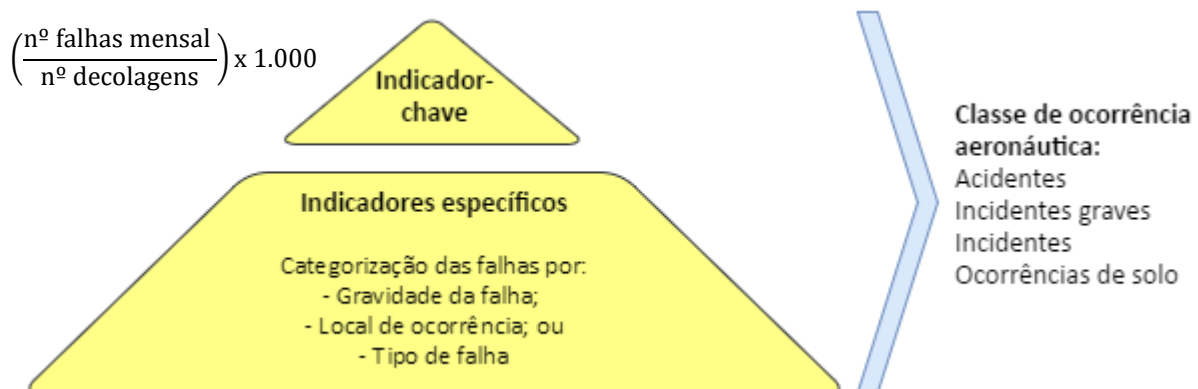 (nº falhas mensal / nº decolagens) x 1.000
Indicador-
chave
Indicadores específicos
Categorização das falhas por:
- Gravidade da falha;
- Local de ocorrência; ou
- Tipo de falha
Classe de ocorrência
aeronáutica:
Acidentes
Incidentes graves
Incidentes
Ocorrências de solo